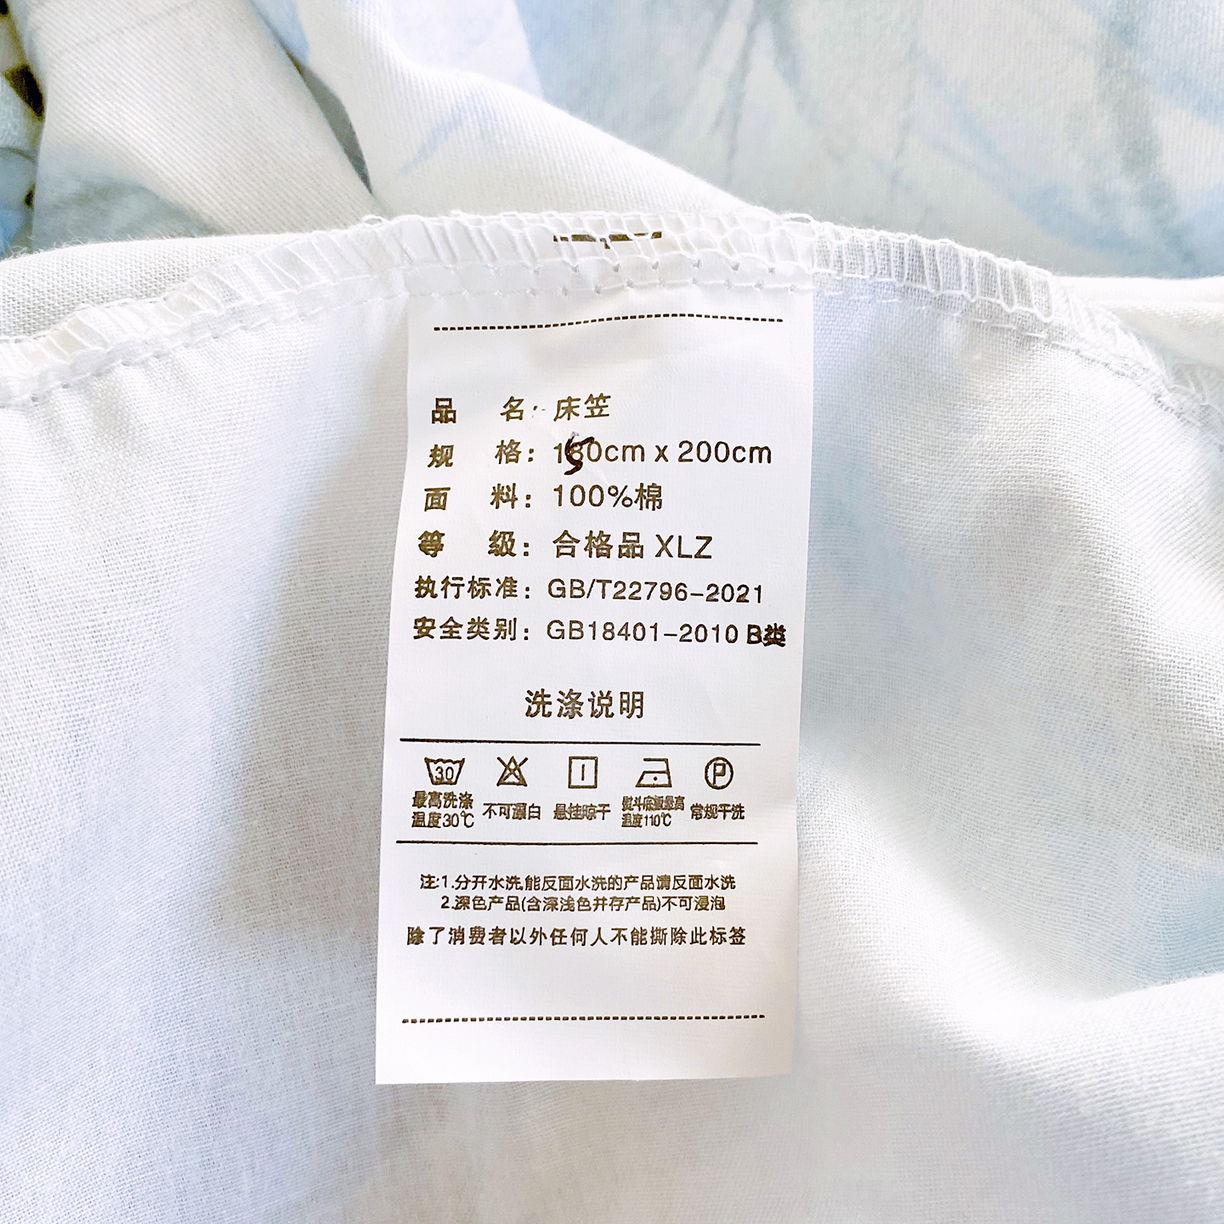 品 名: 床笠
规 格: 150cm x 200cm
面 料: 100%棉
等 级: 合格品 XLZ
执行标准: GB/T22796-2021
安全类别: GB18401-2010 B类
洗涤说明
30 P
最高洗涤温度30℃ 不可漂白 悬挂晾干 熨斗底板最高温度110℃ 常规干洗
注:1.分开水洗,能反面水洗的产品请反面水洗
2.深色产品(含深浅色并存产品)不可浸泡
除了消费者以外任何人不能撕除此标签